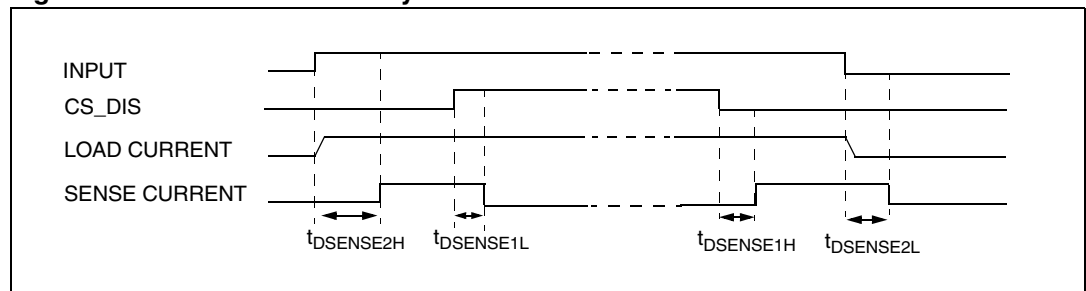 INPUT
CS_DIS
LOAD CURRENT
SENSE CURRENT
tDSENSE2H tDSENSE1L tDSENSE1H tDSENSE2L